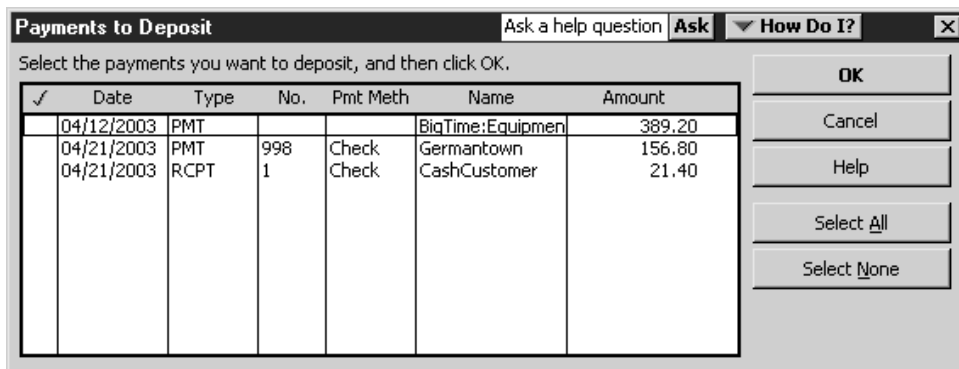 Payments to Deposit Ask a help question Ask How Do I?
Select the payments you want to deposit, and then click OK.
✓ Date Type No. Pmt Meth Name Amount
04/12/2003 PMT BigTime:Equipmen 389.20
04/21/2003 PMT 998 Check Germantown 156.80
04/21/2003 RCPT 1 Check CashCustomer 21.40
OK
Cancel
Help
Select All
Select None